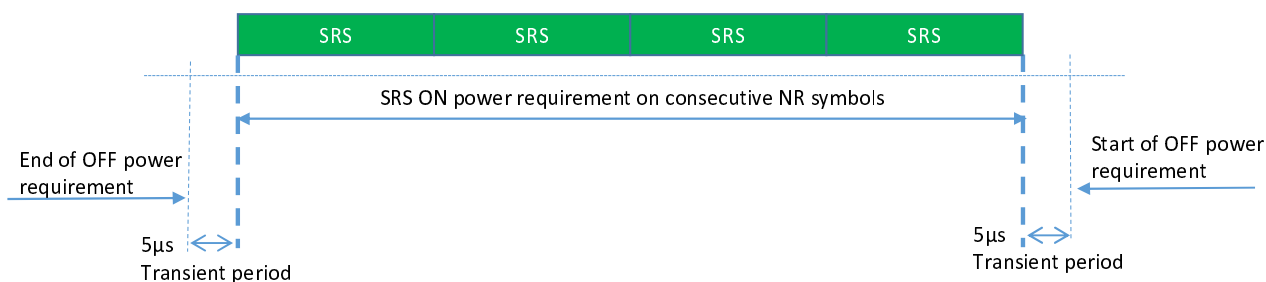 SRS SRS SRS SRS
SRS ON power requirement on consecutive NR symbols
End of OFF power
requirement
Start of OFF power
requirement
5µs
Transient period
5µs
Transient period